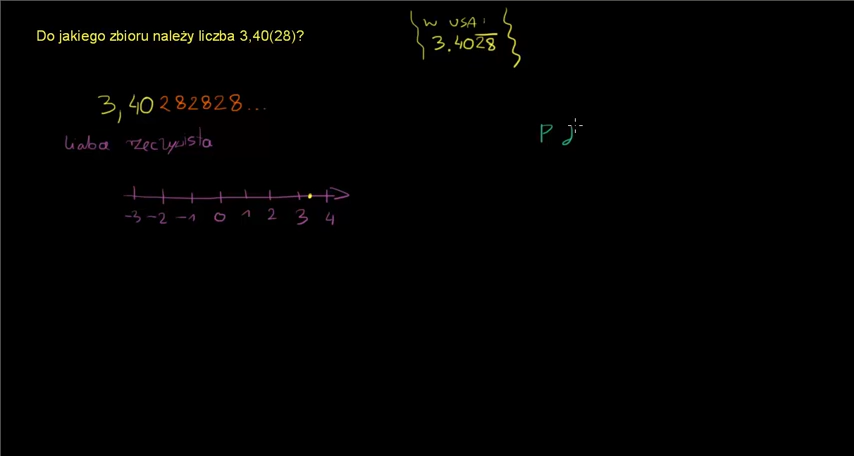 Do jakiego zbioru należy liczba 3,40(28)?
W USA:
3.4028
3,40282828...
liczba rzeczywista
P
-3 -2 -1 0 1 2 3 4